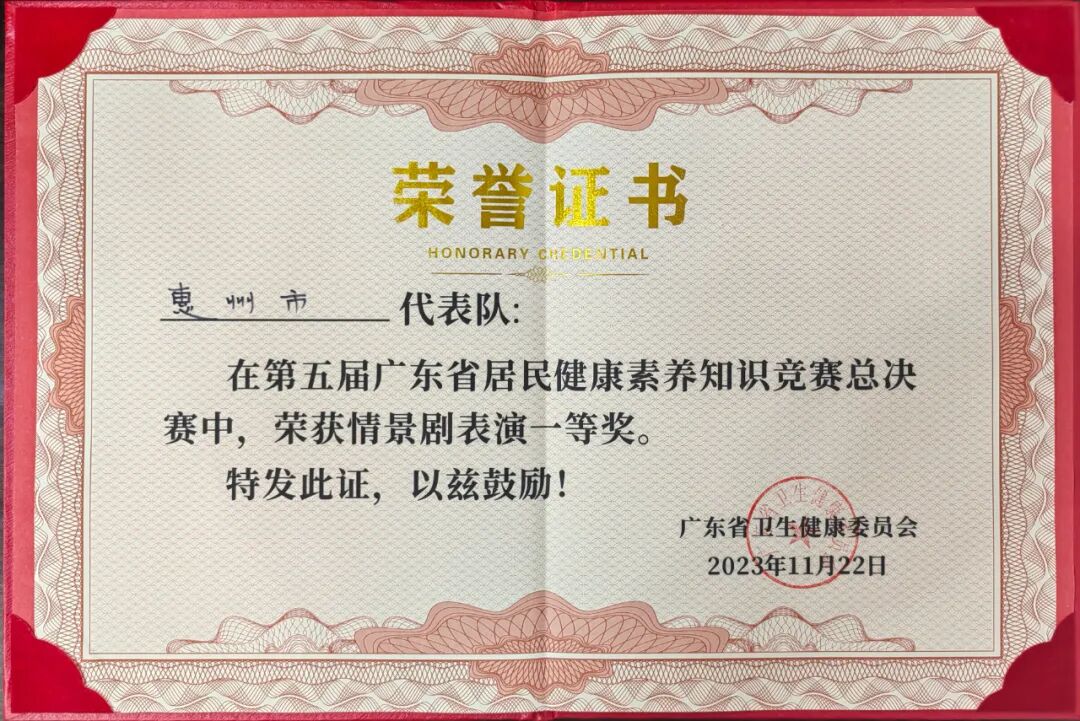 荣誉证书
HONORARY CREDENTIAL
惠州市代表队:
在第五届广东省居民健康素养知识竞赛总决
赛中，荣获情景剧表演一等奖。
特发此证，以兹鼓励！
广东省卫生健康委员会
2023年11月22日